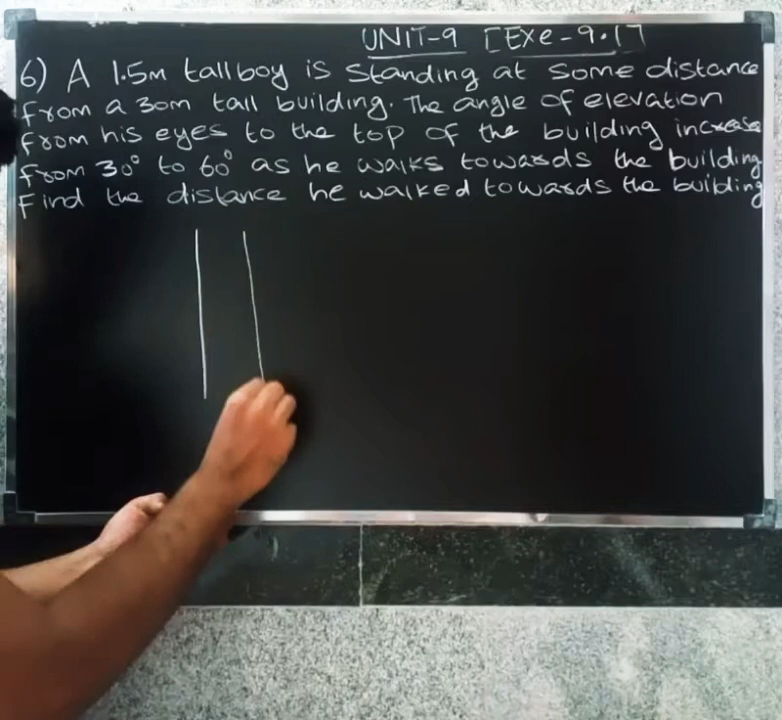 UNIT-9 [EXe-9.1]
6) A 1.5m tall boy is standing at some distance
from a 30m tall building. The angle of elevation
from his eyes to the top of the building increase
from 30° to 60° as he walks towards the building
Find the distance he walked towards the building